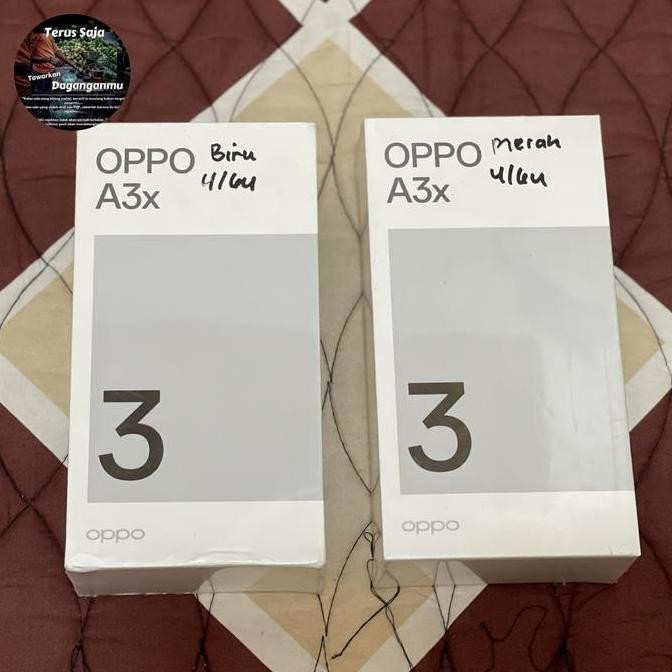 Terus Saja
Tawarkan
Daganganmu
OPPO
A3x
Biru
4/64
3
oppo
OPPO
A3x
Merah
4/64
3
oppo